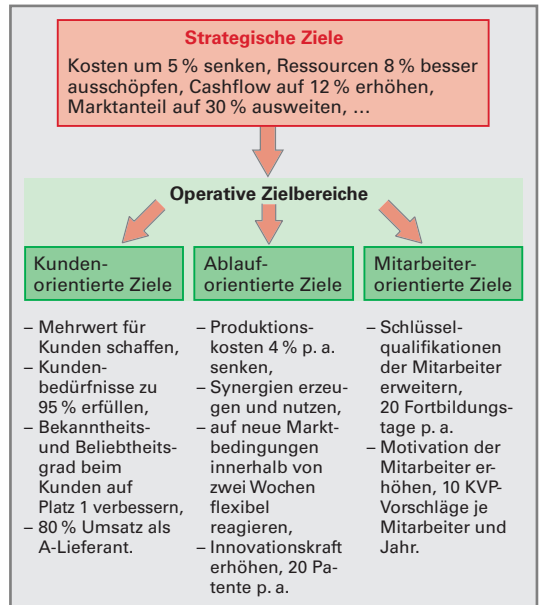 Strategische Ziele
Kosten um 5 % senken, Ressourcen 8 % besser
ausschöpfen, Cashflow auf 12 % erhöhen,
Marktanteil auf 30 % ausweiten, ...
Operative Zielbereiche
Kunden-
orientierte Ziele
– Mehrwert für
Kunden schaffen,
– Kunden-
bedürfnisse zu
95 % erfüllen,
– Bekanntheits-
und Beliebtheits-
grad beim
Kunden auf
Platz 1 verbessern,
– 80 % Umsatz als
A-Lieferant.
Ablauf-
orientierte Ziele
– Produktions-
kosten 4 % p. a.
senken,
– Synergien erzeu-
gen und nutzen,
– auf neue Markt-
bedingungen
innerhalb von
zwei Wochen
flexibel
reagieren,
– Innovationskraft
erhöhen, 20 Pa-
tente p. a.
Mitarbeiter-
orientierte Ziele
– Schlüssel-
qualifikationen
der Mitarbeiter
erweitern,
20 Fortbildungs-
tage p. a.
– Motivation der
Mitarbeiter er-
höhen, 10 KVP-
Vorschläge je
Mitarbeiter und
Jahr.